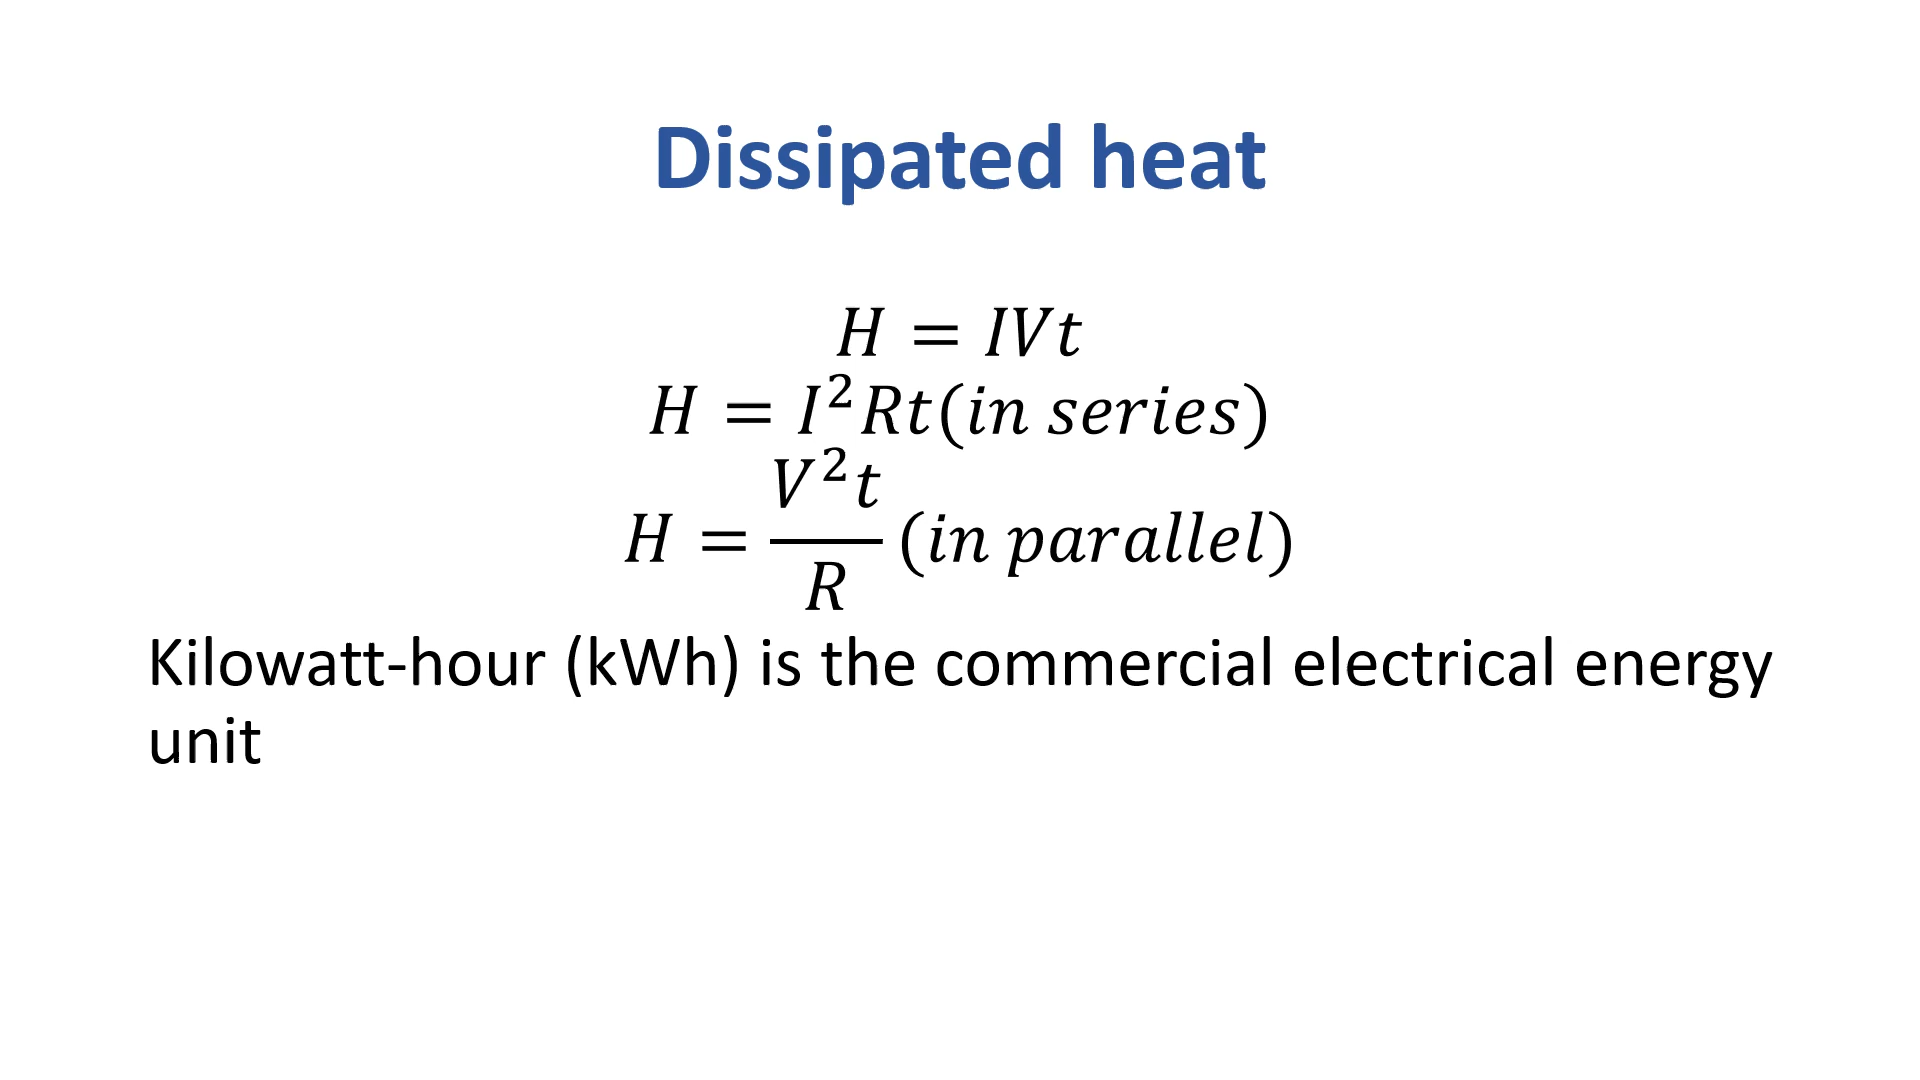 Dissipated heat
H = IVt
H = I²Rt(in series)
H = V²t/R (in parallel)
Kilowatt-hour (kWh) is the commercial electrical energy
unit